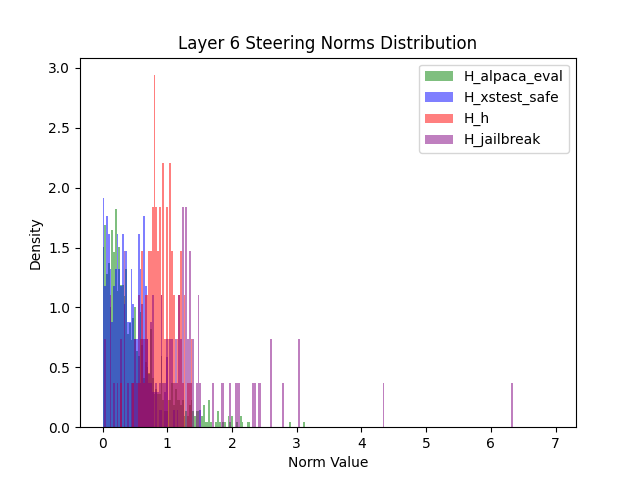 Layer 6 Steering Norms Distribution
H_alpaca_eval
H_xstest_safe
H_h
H_jailbreak
3.0
2.5
2.0
1.5
1.0
0.5
0.0
Density
0 1 2 3 4 5 6 7
Norm Value